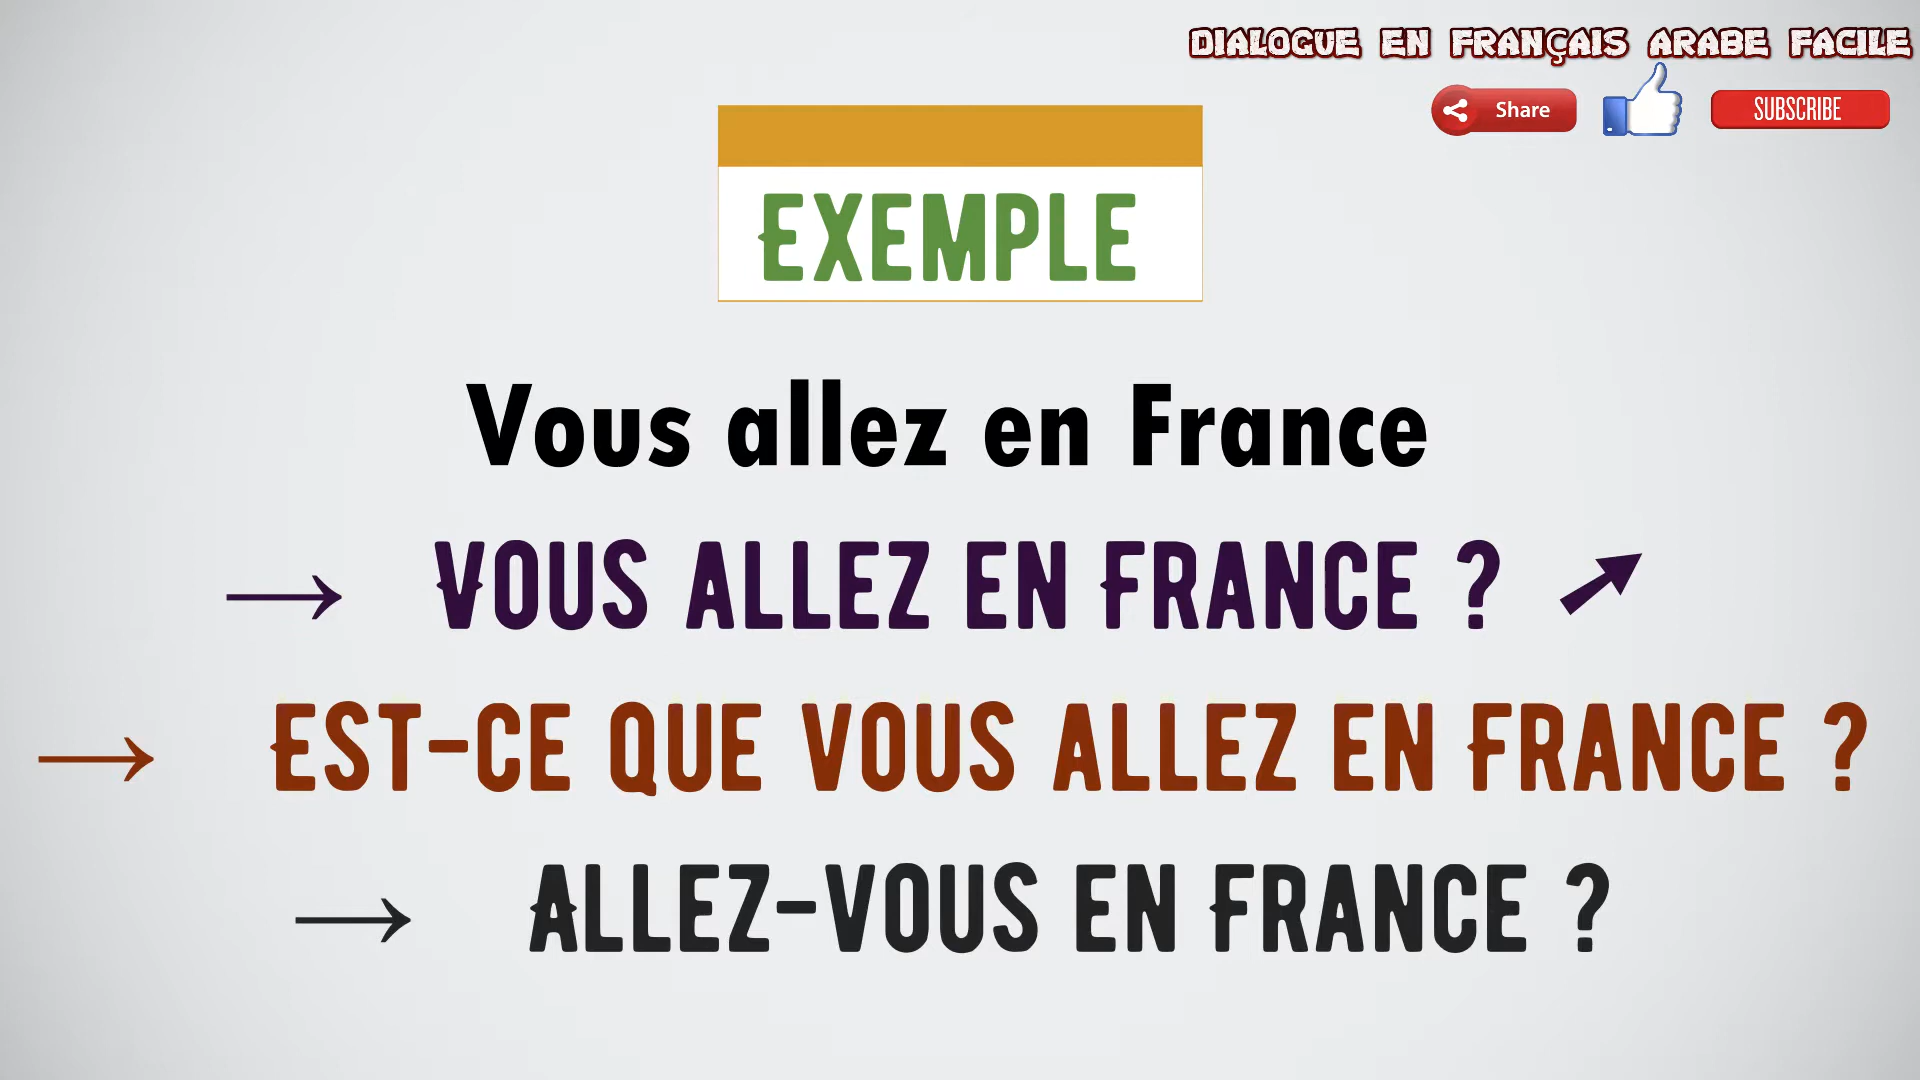 DIALOGUE EN FRANÇAIS ARABE FACILE
Share
SUBSCRIBE
EXEMPLE
Vous allez en France
→ VOUS ALLEZ EN FRANCE ?
→ EST-CE QUE VOUS ALLEZ EN FRANCE ?
→ ALLEZ-VOUS EN FRANCE ?